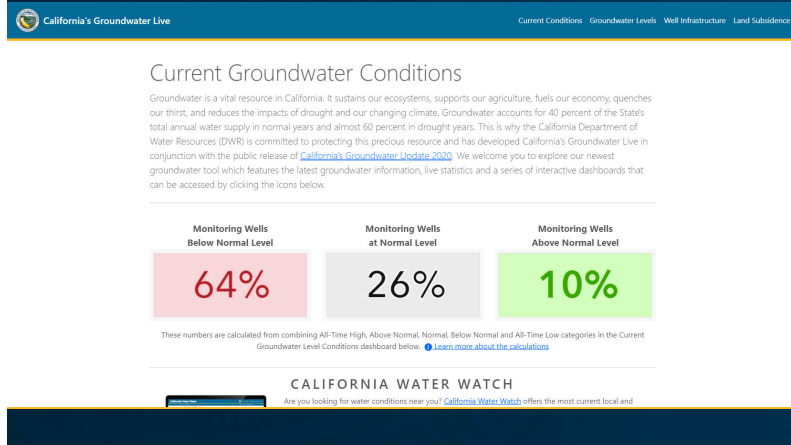 California's Groundwater Live
Current Conditions Groundwater Levels Well Infrastructure Land Subsidence
Current Groundwater Conditions
Groundwater is a vital resource in California. It sustains our ecosystems, supports our agriculture, fuels our economy, quenches
our thirst, and reduces the impacts of drought and our changing climate. Groundwater accounts for 40 percent of the State's
total annual water supply in normal years and almost 60 percent in drought years. This is why the California Department of
Water Resources (DWR) is committed to protecting this precious resource and has developed California's Groundwater Live in
conjunction with the public release of California's Groundwater Update 2020. We welcome you to explore our newest
groundwater tool which features the latest groundwater information, live statistics and a series of interactive dashboards that
can be accessed by clicking the icons below.
Monitoring Wells
Below Normal Level
64%
Monitoring Wells
at Normal Level
26%
Monitoring Wells
Above Normal Level
10%
These numbers are calculated from combining All-Time High, Above Normal, Normal, Below Normal and All-Time Low categories in the Current
Groundwater Level Conditions dashboard below. Learn more about the calculations
CALIFORNIA WATER WATCH
Are you looking for water conditions near you? California Water Watch offers the most current local and